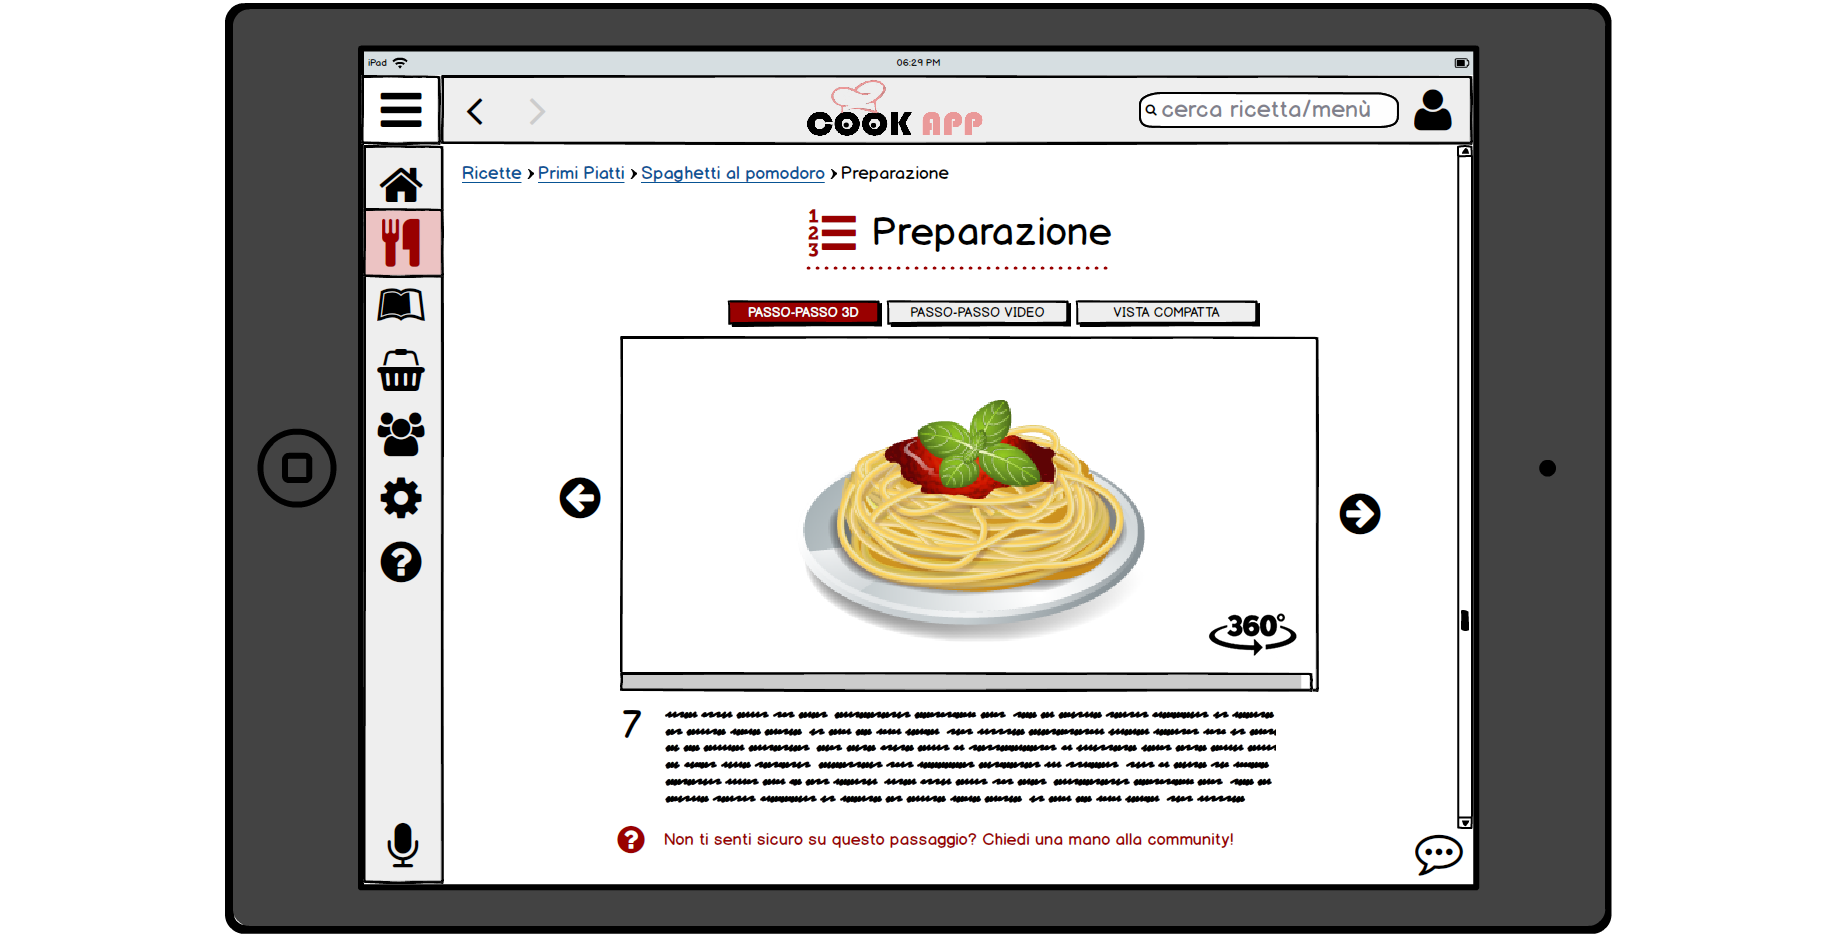 iPad 06:29 PM
COOK APP
cerca ricetta/menù
Ricette › Primi Piatti › Spaghetti al pomodoro › Preparazione
1
2
3
Preparazione
PASSO-PASSO 3D PASSO-PASSO VIDEO VISTA COMPATTA
360°
7
Non ti senti sicuro su questo passaggio? Chiedi una mano alla community!